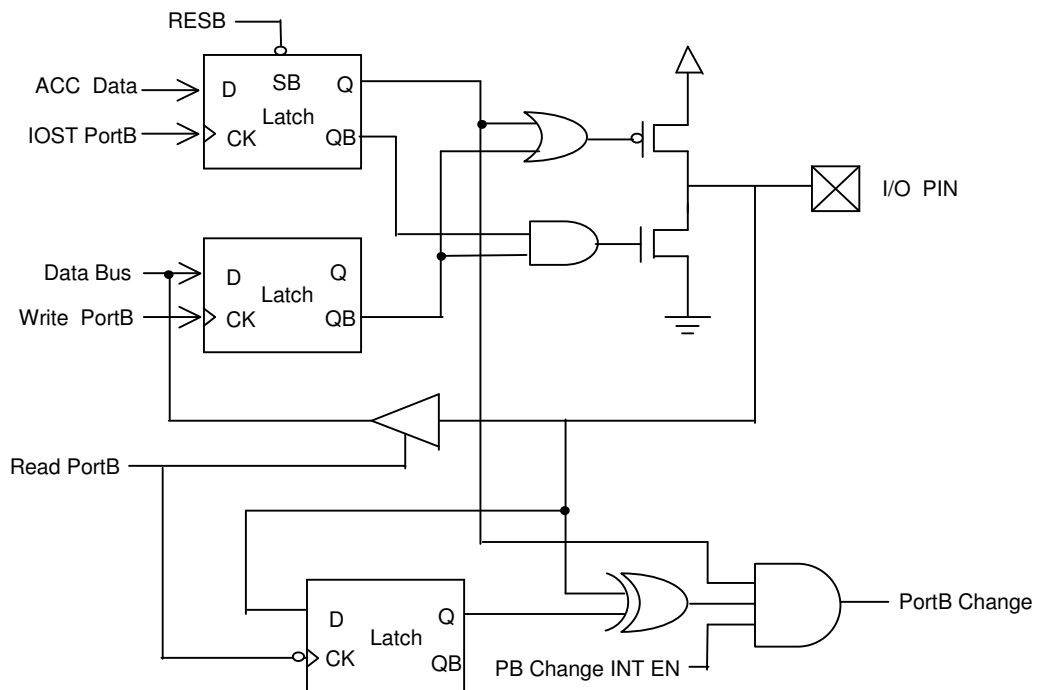 RESB
ACC Data
D
SB
Q
Latch
IOST PortB
CK
QB
I/O PIN
Data Bus
D
Q
Latch
Write PortB
CK
QB
Read PortB
D
Q
Latch
CK
QB
PortB Change
PB Change INT EN